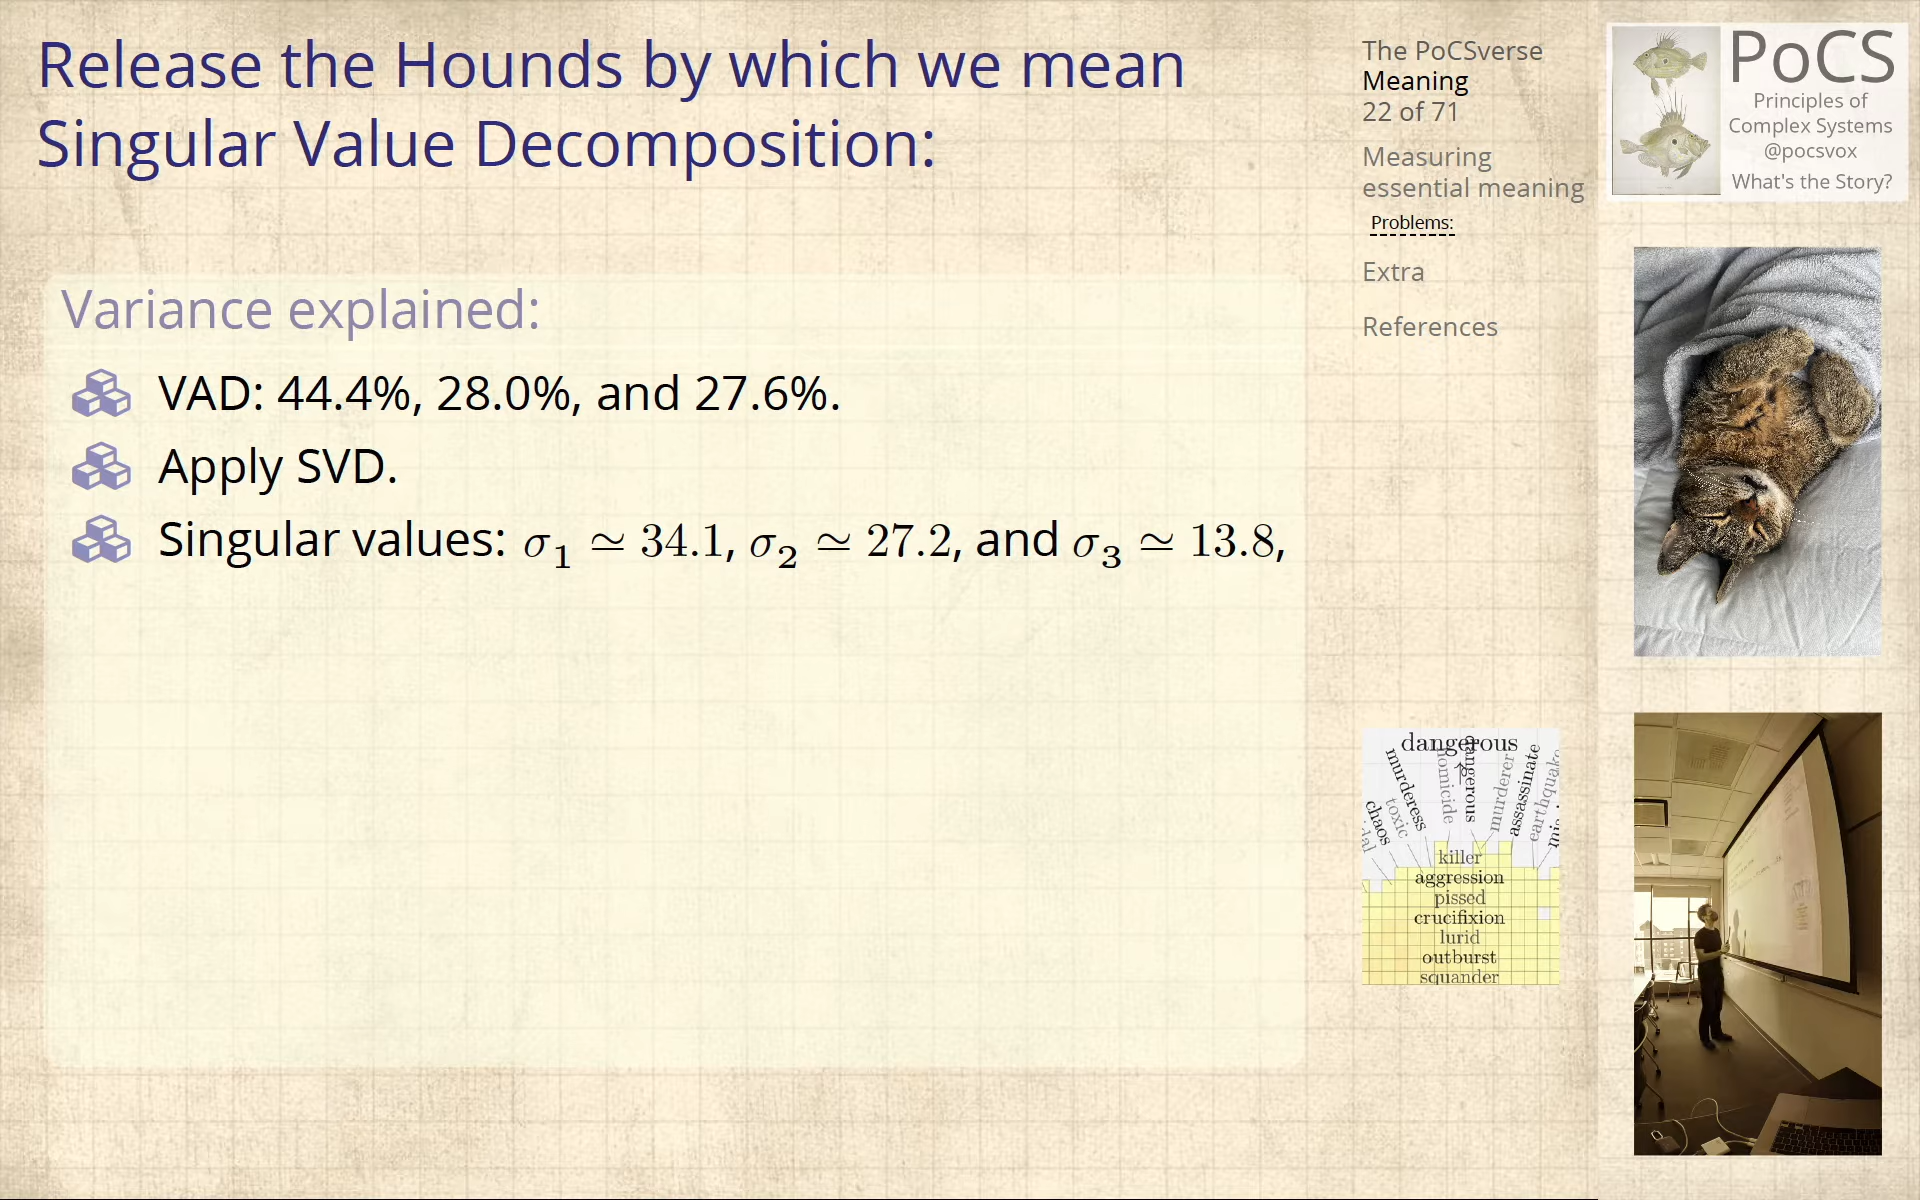 Release the Hounds by which we mean
Singular Value Decomposition:
Variance explained:
VAD: 44.4%, 28.0%, and 27.6%.
Apply SVD.
Singular values: σ₁ ≃ 34.1, σ₂ ≃ 27.2, and σ₃ ≃ 13.8,
The PoCSverse
Meaning
22 of 71
Measuring
essential meaning
Problems:
Extra
References
dangerous
murderess
homicide
dangerous
murderer
assassinate
earthquake
chaos
toxic
killer
aggression
pissed
crucifixion
lurid
outburst
squander
PoCS
Principles of
Complex Systems
@pocsvox
What's the Story?